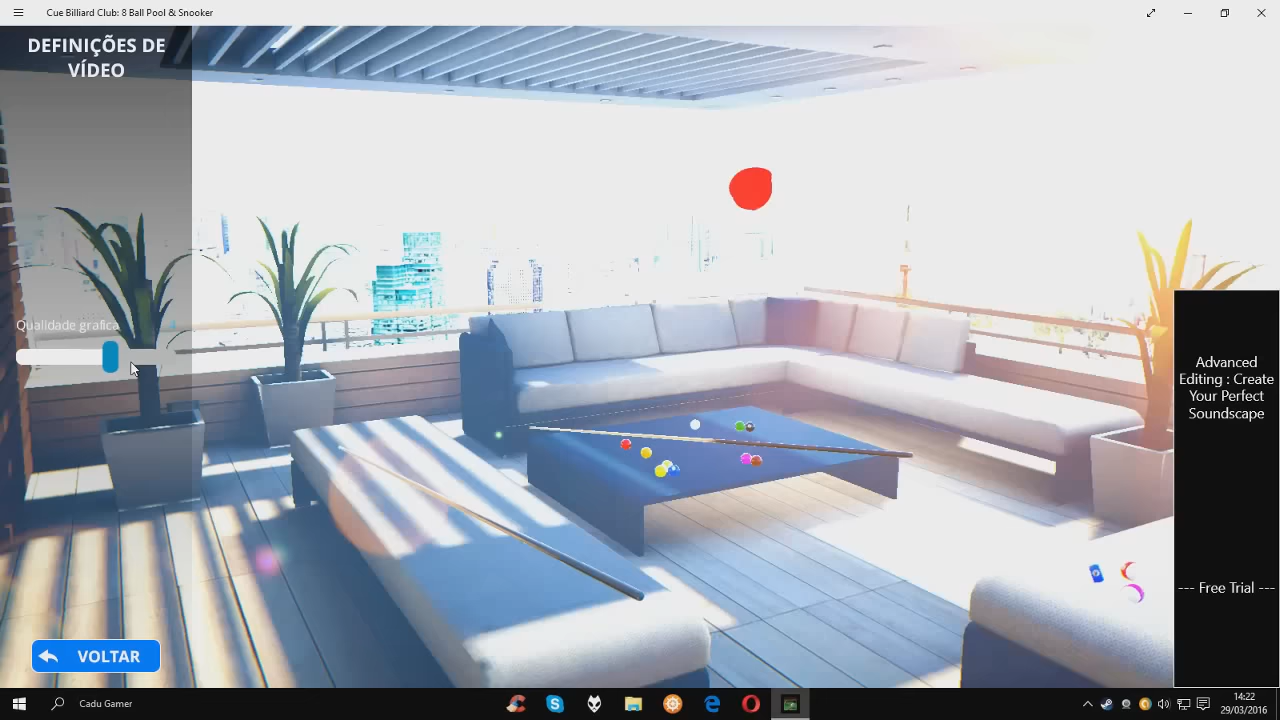 Cue Billiard Club: 8 Ball Pool & Snooker
DEFINIÇÕES DE
VÍDEO
Qualidade grafica
Advanced
Editing : Create
Your Perfect
Soundscape
--- Free Trial ---
VOLTAR
Cadu Gamer
14:22
29/03/2016